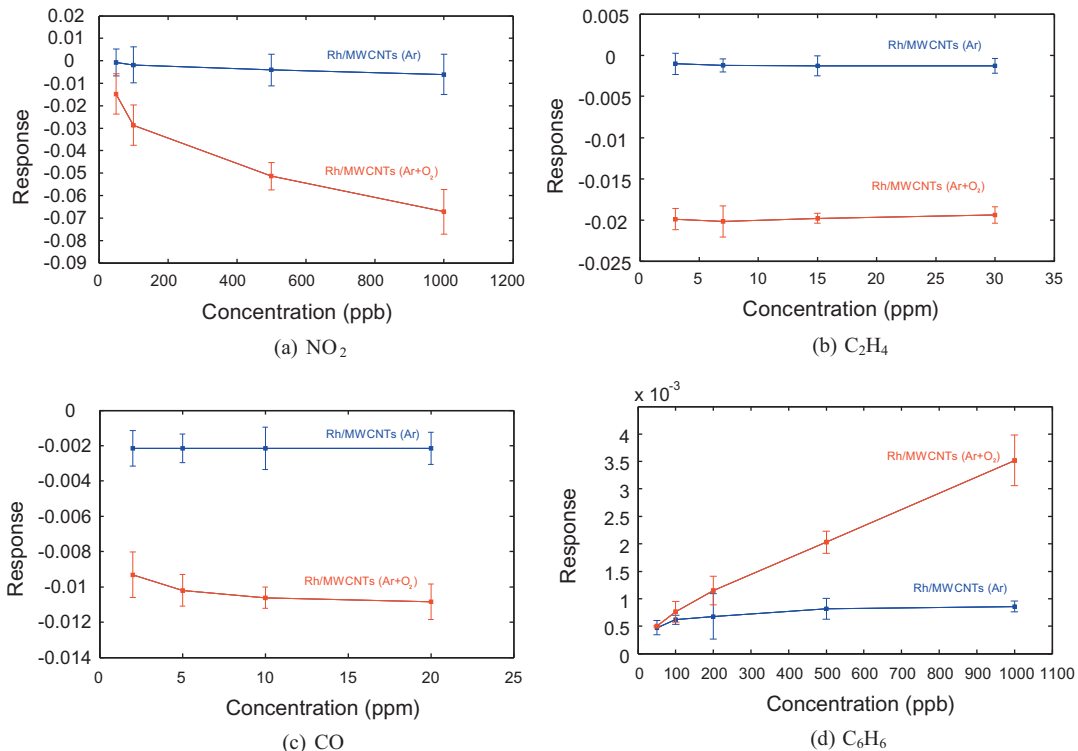 0.02
0.01
0
-0.01
-0.02
-0.03
-0.04
-0.05
-0.06
-0.07
-0.08
-0.09
Response
Rh/MWCNTs (Ar)
Rh/MWCNTs (Ar+O₂)
0 200 400 600 800 1000 1200
Concentration (ppb)
(a) NO₂
0.005
0
-0.005
-0.01
-0.015
-0.02
-0.025
Response
Rh/MWCNTs (Ar)
Rh/MWCNTs (Ar+O₂)
0 5 10 15 20 25 30 35
Concentration (ppm)
(b) C₂H₄
0
-0.002
-0.004
-0.006
-0.008
-0.01
-0.012
-0.014
Response
Rh/MWCNTs (Ar)
Rh/MWCNTs (Ar+O₂)
0 5 10 15 20 25
Concentration (ppm)
(c) CO
x 10⁻³
4
3.5
3
2.5
2
1.5
1
0.5
0
Response
Rh/MWCNTs (Ar+O₂)
Rh/MWCNTs (Ar)
0 100 200 300 400 500 600 700 800 900 1000 1100
Concentration (ppb)
(d) C₆H₆